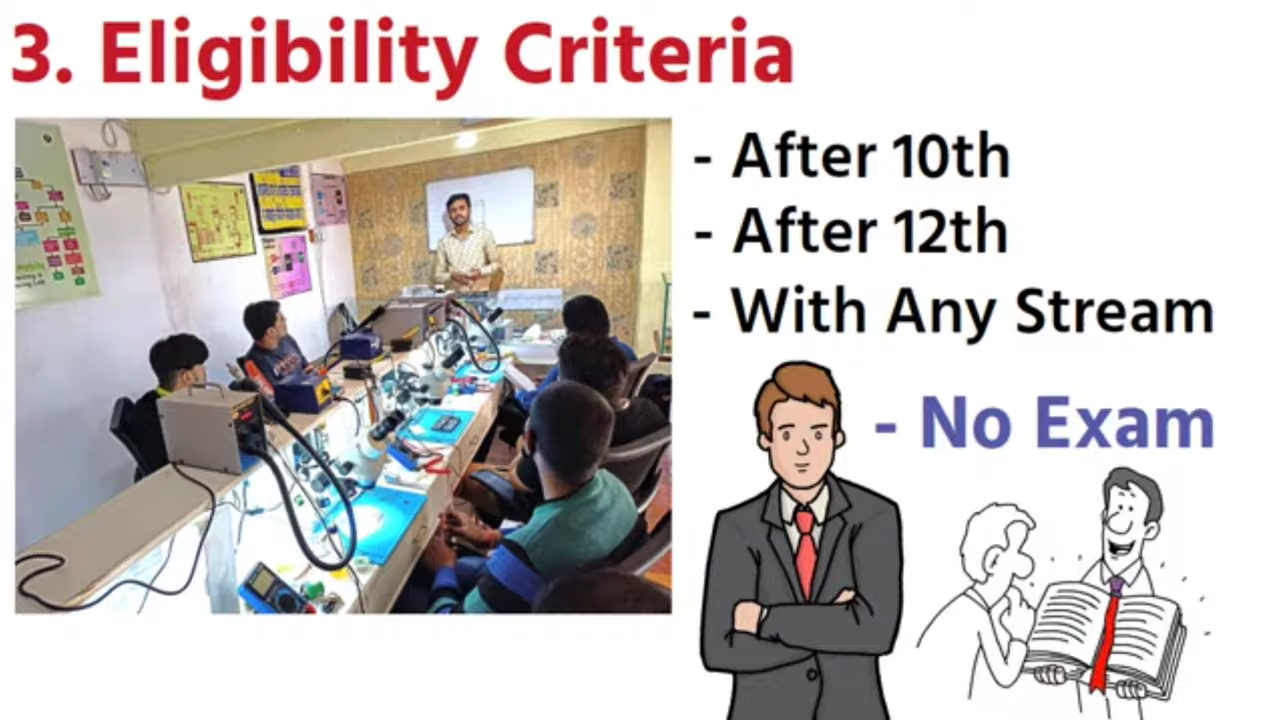 3. Eligibility Criteria
- After 10th
- After 12th
- With Any Stream
- No Exam